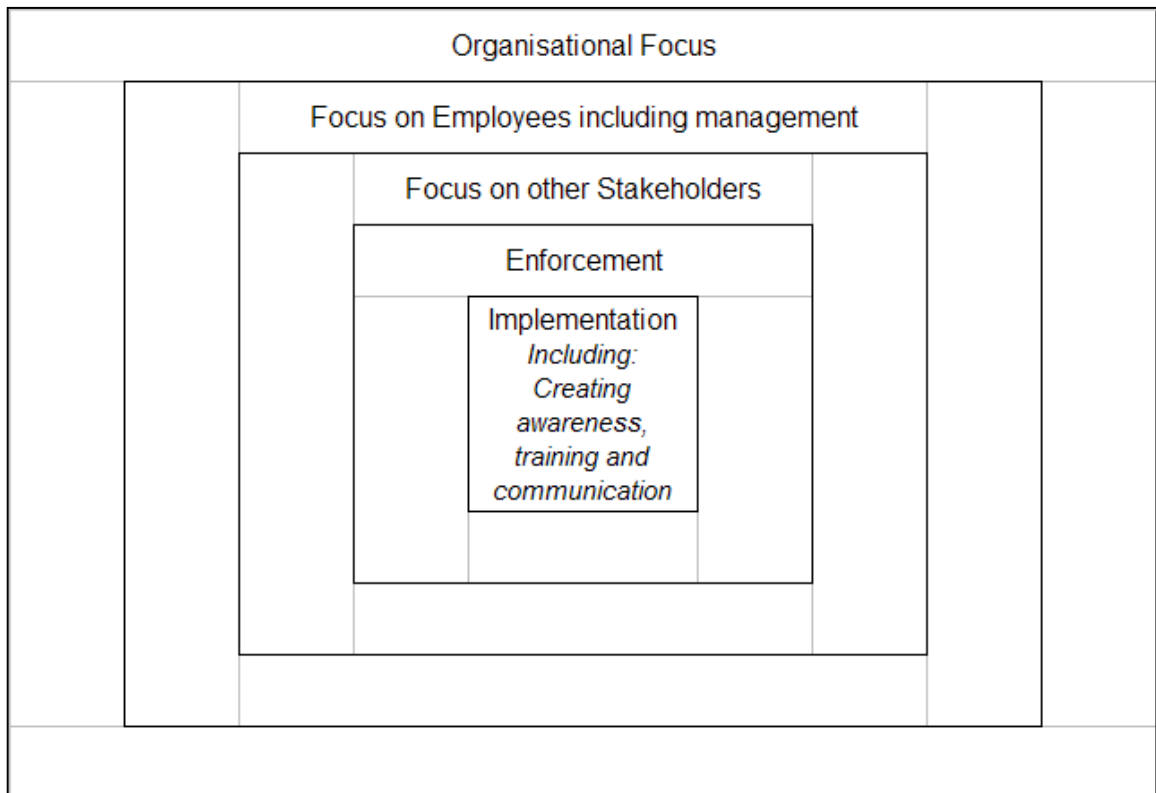 Organisational Focus
Focus on Employees including management
Focus on other Stakeholders
Enforcement
Implementation
Including:
Creating
awareness,
training and
communication